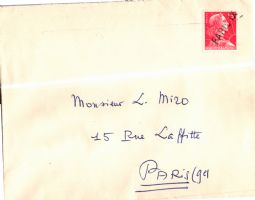 Monsieur L. Miro
15 Rue Laffitte
PARIS (9e)